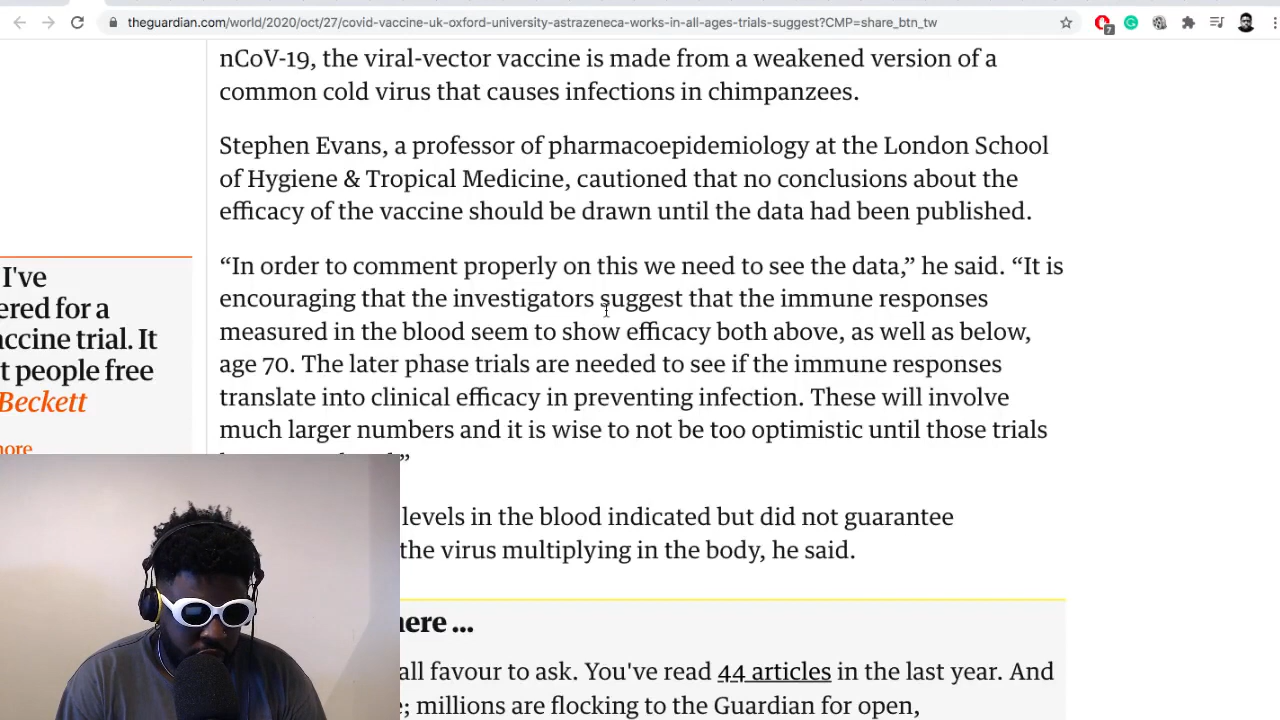 theguardian.com/world/2020/oct/27/covid-vaccine-uk-oxford-university-astrazeneca-works-in-all-ages-trials-suggest?CMP=share_btn_tw
7
nCoV-19, the viral-vector vaccine is made from a weakened version of a
common cold virus that causes infections in chimpanzees.
Stephen Evans, a professor of pharmacoepidemiology at the London School
of Hygiene & Tropical Medicine, cautioned that no conclusions about the
efficacy of the vaccine should be drawn until the data had been published.
“In order to comment properly on this we need to see the data,” he said. “It is
encouraging that the investigators suggest that the immune responses
measured in the blood seem to show efficacy both above, as well as below,
age 70. The later phase trials are needed to see if the immune responses
translate into clinical efficacy in preventing infection. These will involve
much larger numbers and it is wise to not be too optimistic until those trials
”
levels in the blood indicated but did not guarantee
the virus multiplying in the body, he said.
I've
ered for a
accine trial. It
t people free
Beckett
ore
here ...
all favour to ask. You've read 44 articles in the last year. And
e; millions are flocking to the Guardian for open,